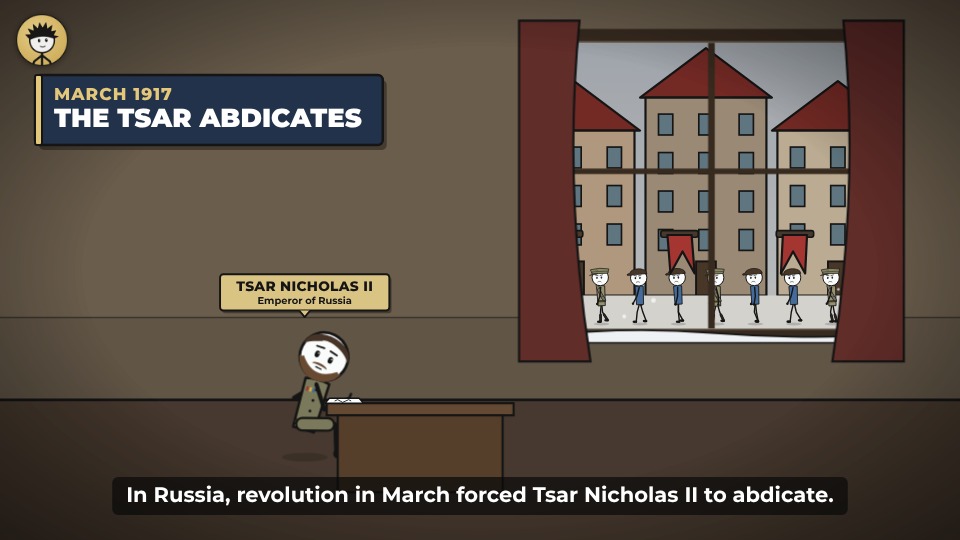 MARCH 1917
THE TSAR ABDICATES
TSAR NICHOLAS II
Emperor of Russia
In Russia, revolution in March forced Tsar Nicholas II to abdicate.